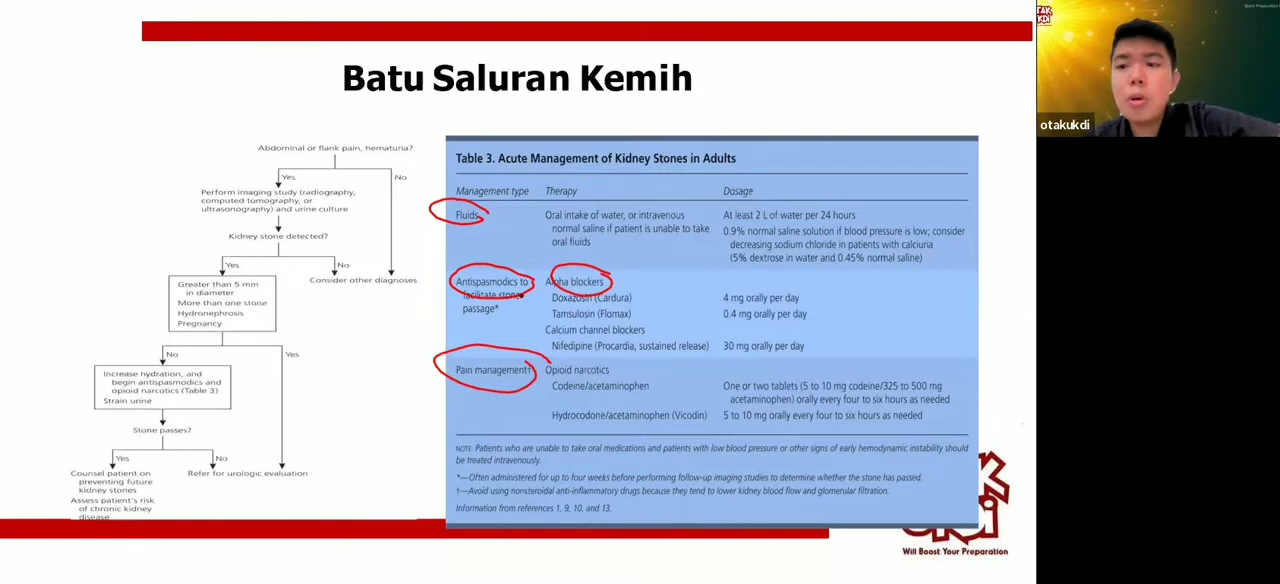 Batu Saluran Kemih
Abdominal or flank pain, hematuria?
Yes
No
Perform imaging study (radiography,
computed tomography, or
ultrasonography) and urine culture
Kidney stone detected?
Yes
No
Consider other diagnoses
Greater than 5 mm
in diameter
More than one stone
Hydronephrosis
Pregnancy
No
Yes
Increase hydration, and
begin antispasmodics and
opioid narcotics (Table 3)
Strain urine
Stone passes?
Yes
No
Counsel patient on
preventing future
kidney stones
Assess patient's risk
of chronic kidney
disease
Refer for urologic evaluation
Table 3. Acute Management of Kidney Stones in Adults
Management type Therapy Dosage
Fluids Oral intake of water, or intravenous
normal saline if patient is unable to take
oral fluids
At least 2 L of water per 24 hours
0.9% normal saline solution if blood pressure is low; consider
decreasing sodium chloride in patients with calciuria
(5% dextrose in water and 0.45% normal saline)
Antispasmodics to
facilitate stone
passage*
Alpha blockers
Doxazosin (Cardura) 4 mg orally per day
Tamsulosin (Flomax) 0.4 mg orally per day
Calcium channel blockers
Nifedipine (Procardia, sustained release) 30 mg orally per day
Pain management† Opioid narcotics
Codeine/acetaminophen One or two tablets (5 to 10 mg codeine/325 to 500 mg
acetaminophen) orally every four to six hours as needed
Hydrocodone/acetaminophen (Vicodin) 5 to 10 mg orally every four to six hours as needed
NOTE: Patients who are unable to take oral medications and patients with low blood pressure or other signs of early hemodynamic instability should
be treated intravenously.
*—Often administered for up to four weeks before performing follow-up imaging studies to determine whether the stone has passed.
†—Avoid using nonsteroidal anti-inflammatory drugs because they tend to lower kidney blood flow and glomerular filtration.
Information from references 1, 9, 10, and 13.
Will Boost Your Preparation
otakukdi